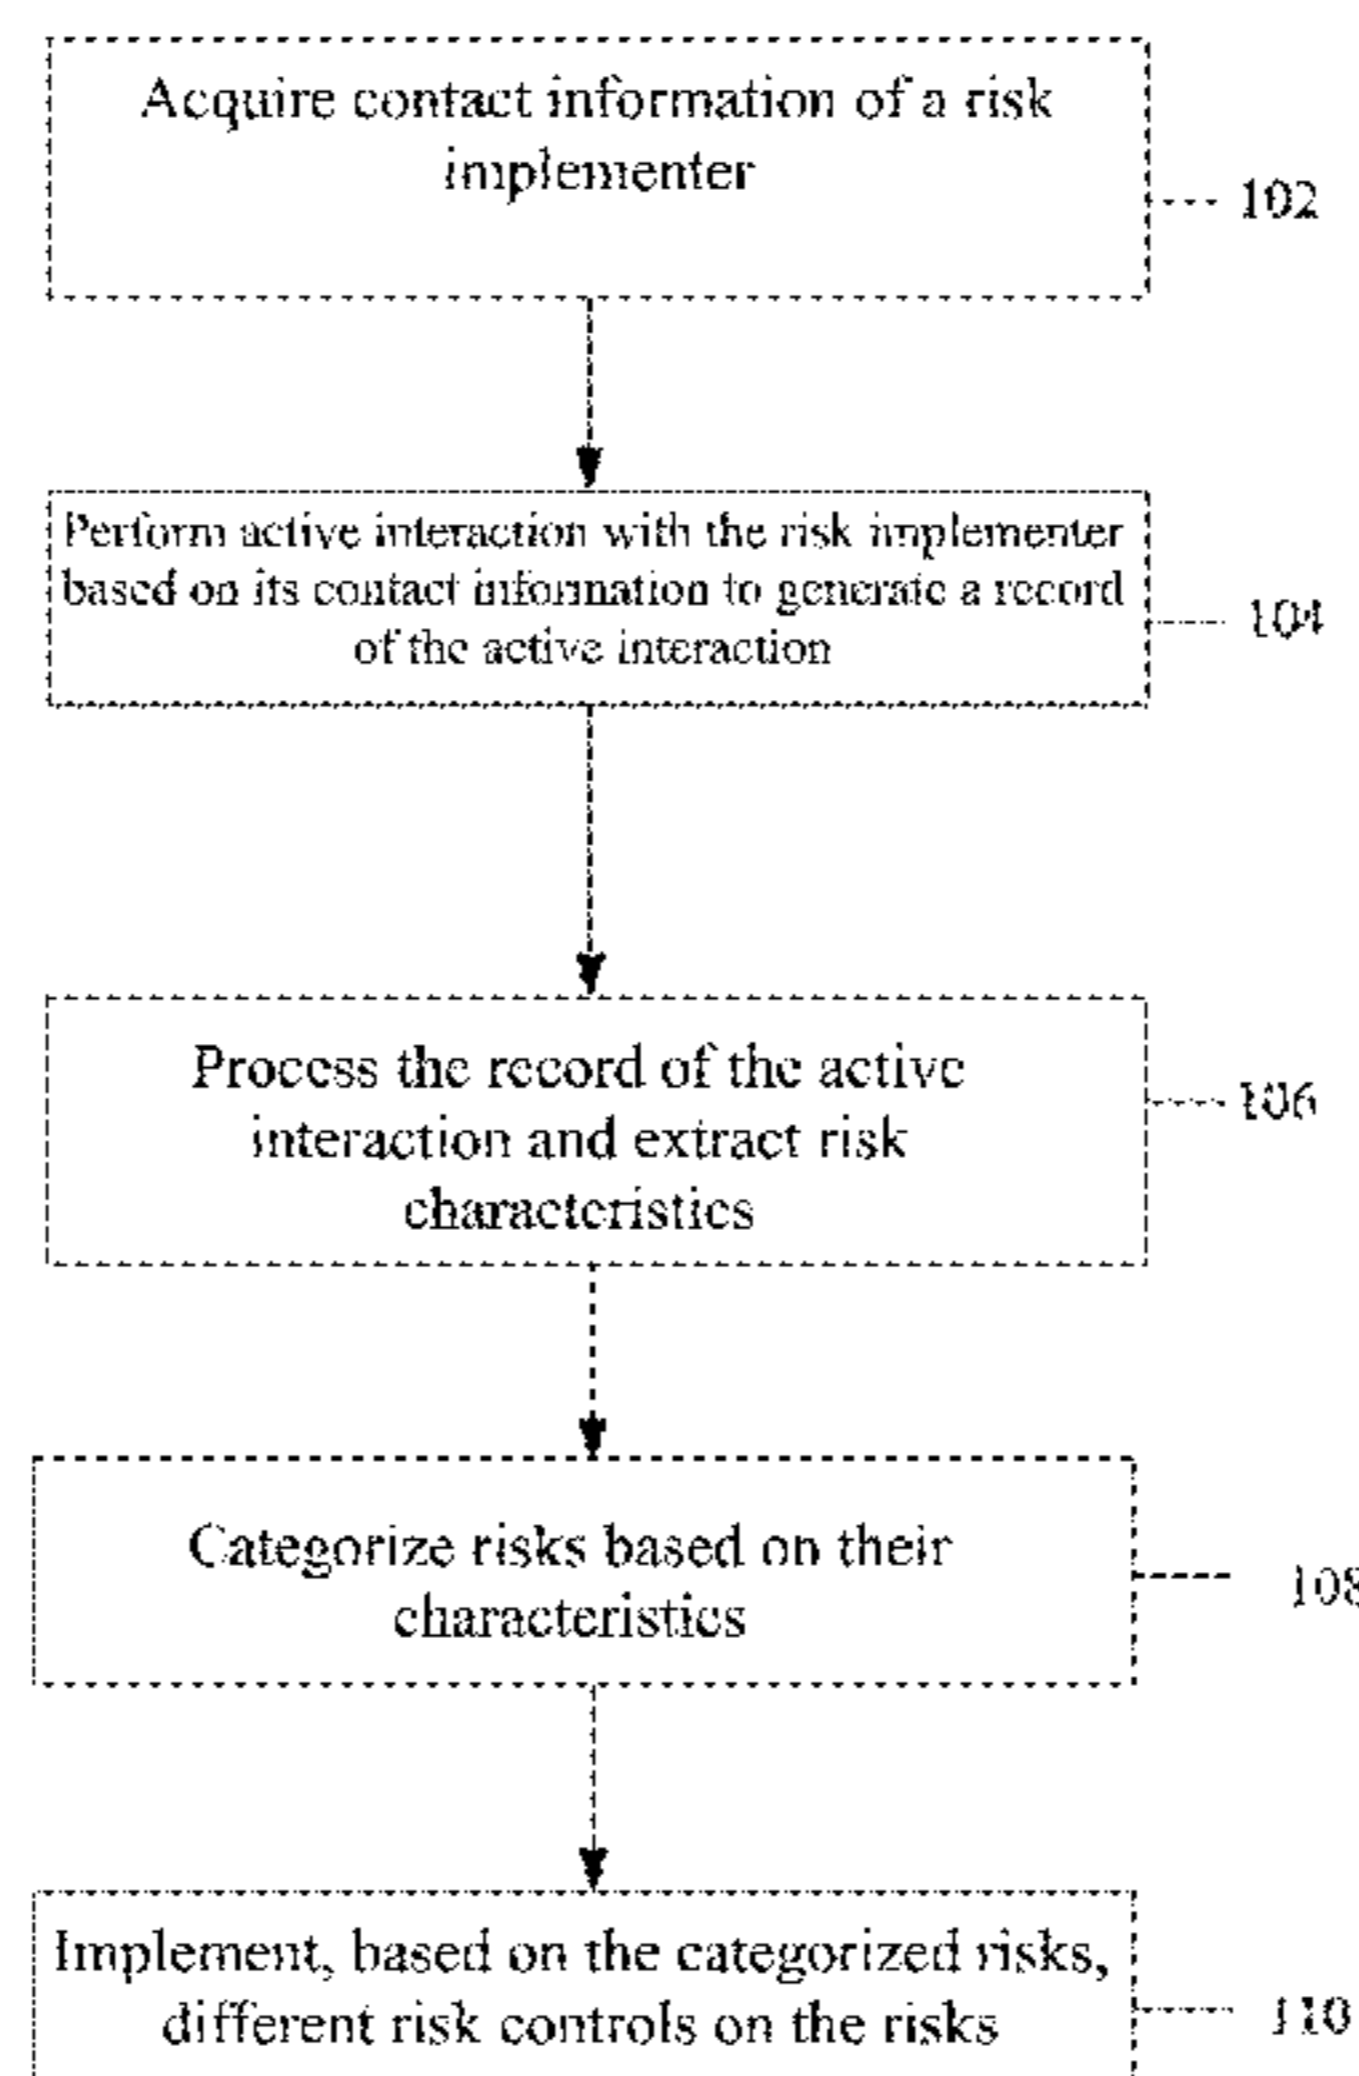 Acquire contact information of a risk
implementer
102
Perform active interaction with the risk implementer
based on its contact information to generate a record
of the active interaction
104
Process the record of the active
interaction and extract risk
characteristics
106
Categorize risks based on their
characteristics
108
Implement, based on the categorized risks,
different risk controls on the risks
110